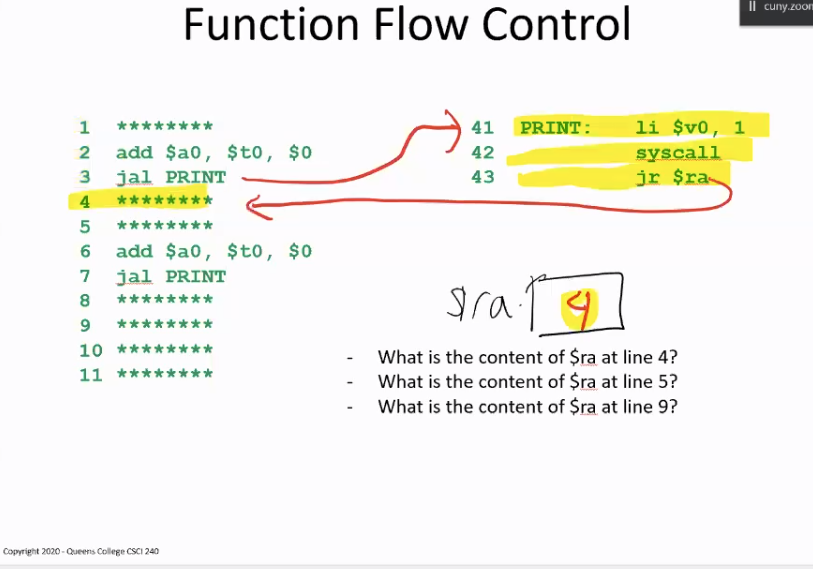 Function Flow Control
cuny.zoom
1 ********
2 add $a0, $t0, $0
3 jal PRINT
4 ********
5 ********
6 add $a0, $t0, $0
7 jal PRINT
8 ********
9 ********
10 ********
11 ********
41 PRINT: li $v0, 1
42 syscall
43 jr $ra
$ra: 4
- What is the content of $ra at line 4?
- What is the content of $ra at line 5?
- What is the content of $ra at line 9?
Copyright 2020 - Queens College CSCI 240